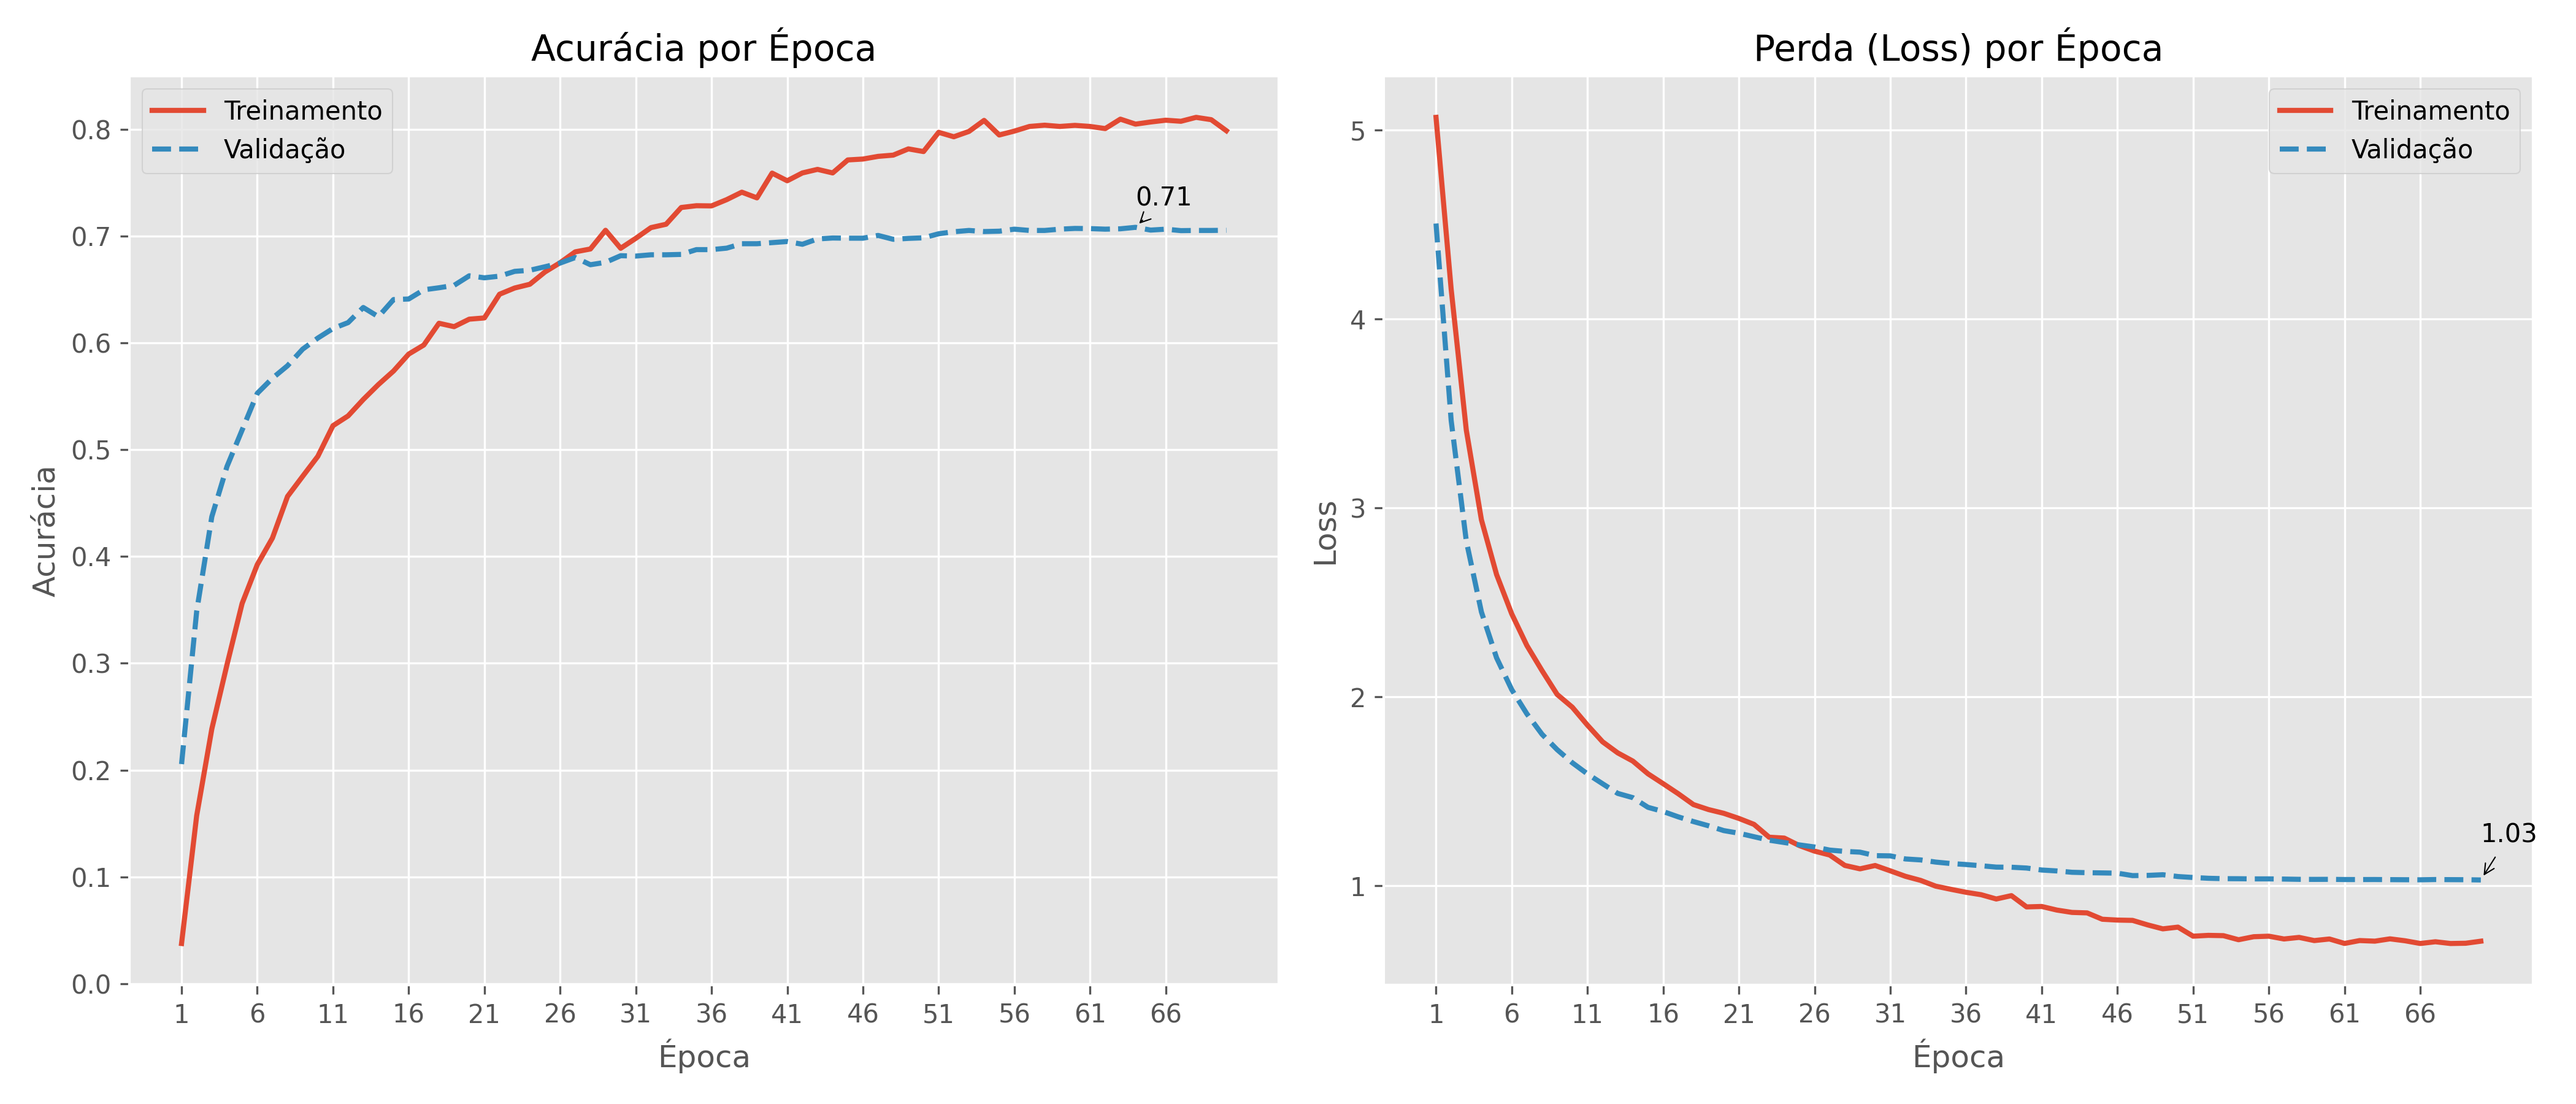 Acurácia por Época
Treinamento
Validação
0.71
0.8
0.7
0.6
0.5
0.4
0.3
0.2
0.1
0.0
Acurácia
1 6 11 16 21 26 31 36 41 46 51 56 61 66
Época
Perda (Loss) por Época
Treinamento
Validação
1.03
5
4
3
2
1
Loss
1 6 11 16 21 26 31 36 41 46 51 56 61 66
Época